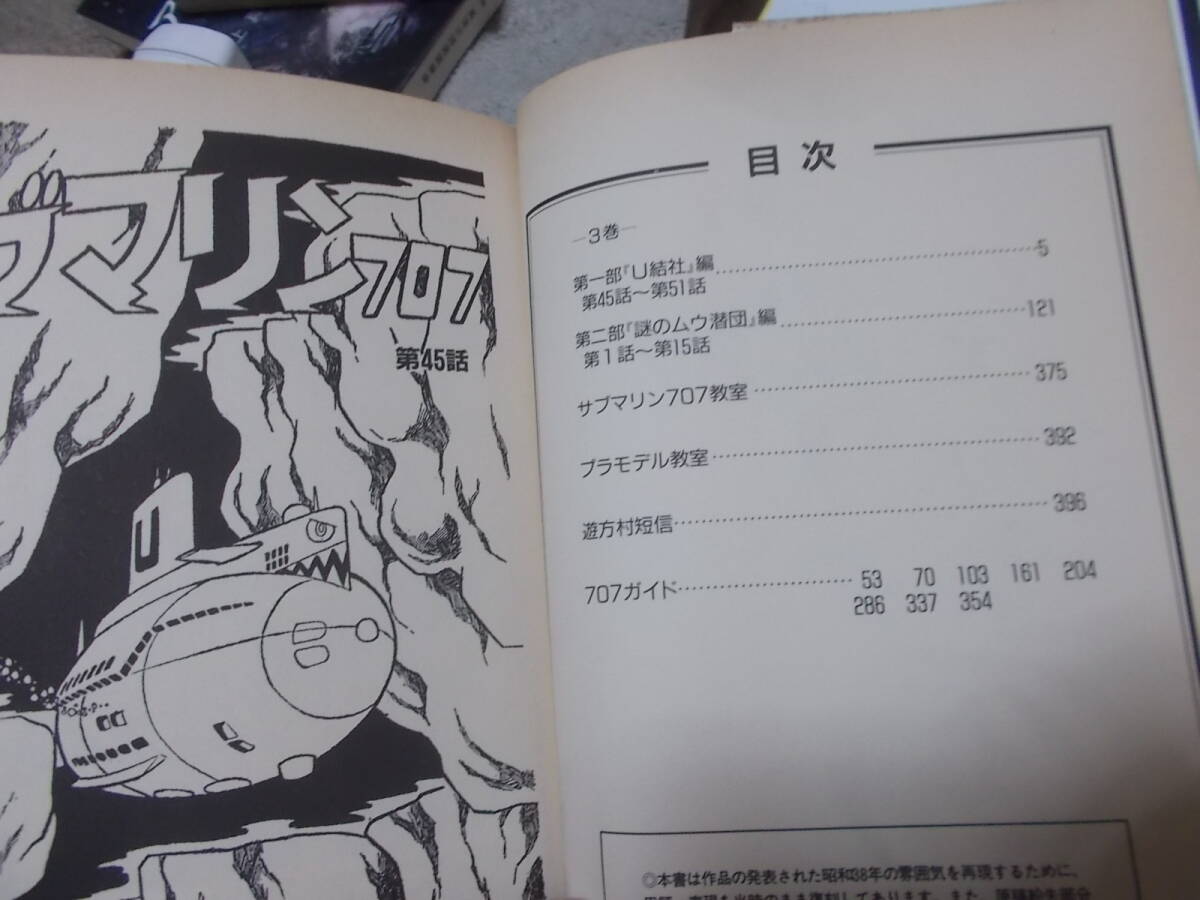 ブマリン707
第45話
U
目次
―3巻―
第一部『U結社』編……5
第45話〜第51話
第二部『謎のムウ潜団』編……121
第1話〜第15話
サブマリン707教室……375
プラモデル教室……392
遊方村短信……396
707ガイド……53 70 103 161 204
286 337 354
◎本書は作品の発表された昭和38年の雰囲気を再現するために、